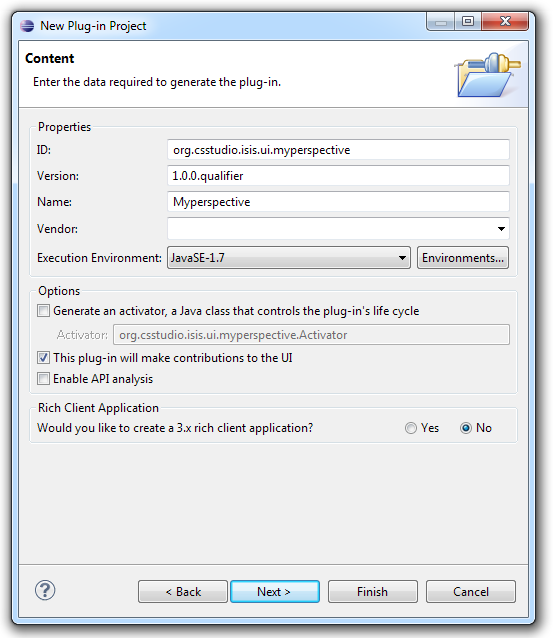 New Plug-in Project
Content
Enter the data required to generate the plug-in.
Properties
ID: org.csstudio.isis.ui.myperspective
Version: 1.0.0.qualifier
Name: Myperspective
Vendor:
Execution Environment: JavaSE-1.7 Environments...
Options
Generate an activator, a Java class that controls the plug-in's life cycle
Activator: org.csstudio.isis.ui.myperspective.Activator
This plug-in will make contributions to the UI
Enable API analysis
Rich Client Application
Would you like to create a 3.x rich client application? Yes No
? < Back Next > Finish Cancel